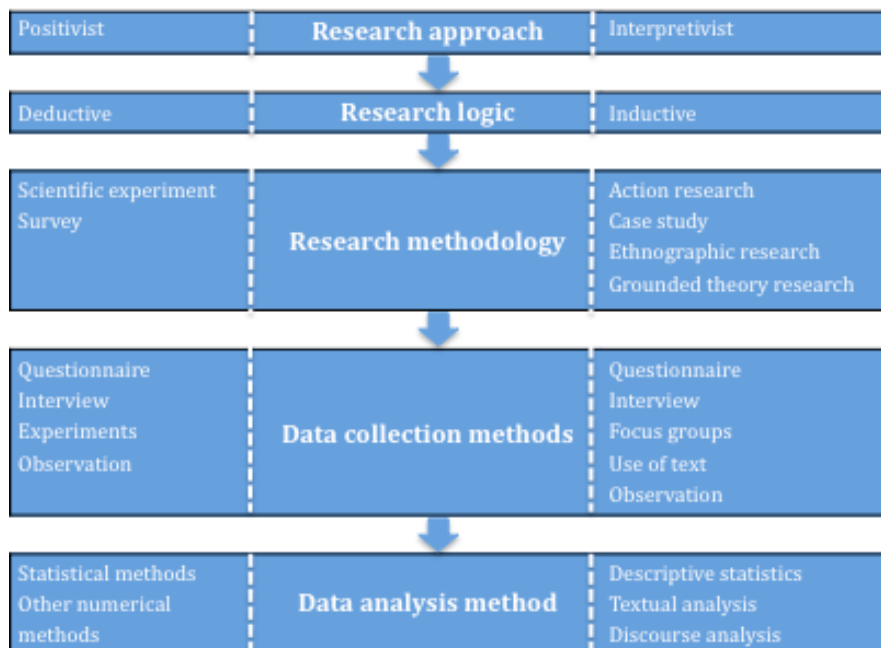 Positivist
Research approach
Interpretivist
Deductive
Research logic
Inductive
Scientific experiment
Survey
Research methodology
Action research
Case study
Ethnographic research
Grounded theory research
Questionnaire
Interview
Experiments
Observation
Data collection methods
Questionnaire
Interview
Focus groups
Use of text
Observation
Statistical methods
Other numerical
methods
Data analysis method
Descriptive statistics
Textual analysis
Discourse analysis